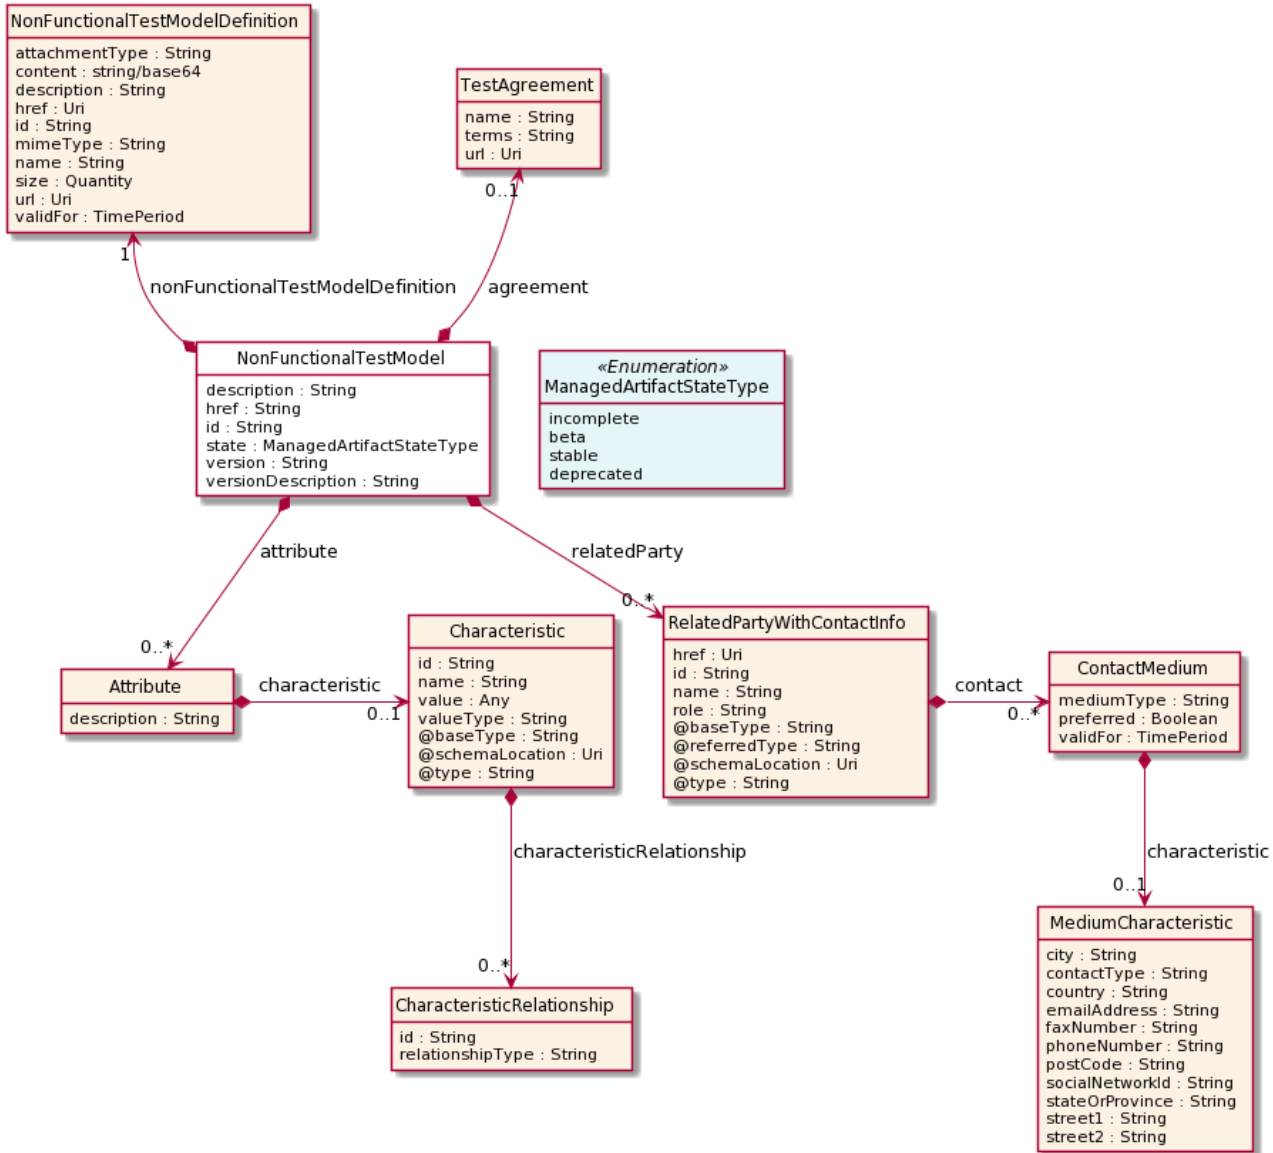 NonFunctionalTestModelDefinition
attachmentType : String
content : string/base64
description : String
href : Uri
id : String
mimeType : String
name : String
size : Quantity
url : Uri
validFor : TimePeriod
TestAgreement
name : String
terms : String
url : Uri
1
0..1
nonFunctionalTestModelDefinition
agreement
NonFunctionalTestModel
description : String
href : String
id : String
state : ManagedArtifactStateType
version : String
versionDescription : String
«Enumeration»
ManagedArtifactStateType
incomplete
beta
stable
deprecated
attribute
relatedParty
0..*
0..*
Attribute
description : String
characteristic
0..1
Characteristic
id : String
name : String
value : Any
valueType : String
@baseType : String
@schemaLocation : Uri
@type : String
RelatedPartyWithContactInfo
href : Uri
id : String
name : String
role : String
@baseType : String
@referredType : String
@schemaLocation : Uri
@type : String
contact
0..*
ContactMedium
mediumType : String
preferred : Boolean
validFor : TimePeriod
characteristicRelationship
0..*
characteristic
0..1
CharacteristicRelationship
id : String
relationshipType : String
MediumCharacteristic
city : String
contactType : String
country : String
emailAddress : String
faxNumber : String
phoneNumber : String
postCode : String
socialNetworkId : String
stateOrProvince : String
street1 : String
street2 : String